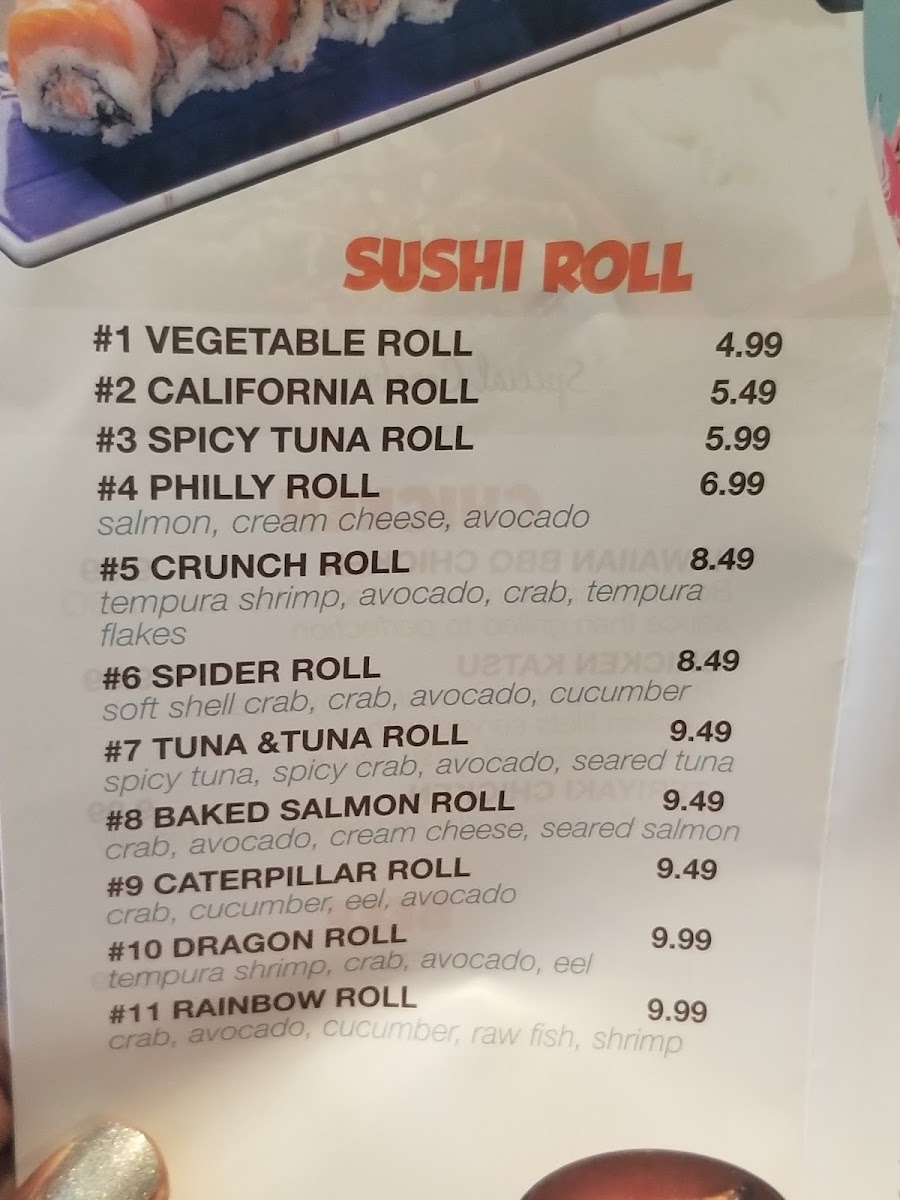 SUSHI ROLL
#1 VEGETABLE ROLL 4.99
#2 CALIFORNIA ROLL 5.49
#3 SPICY TUNA ROLL 5.99
#4 PHILLY ROLL 6.99
salmon, cream cheese, avocado
#5 CRUNCH ROLL 8.49
tempura shrimp, avocado, crab, tempura
flakes
#6 SPIDER ROLL 8.49
soft shell crab, crab, avocado, cucumber
#7 TUNA &TUNA ROLL 9.49
spicy tuna, spicy crab, avocado, seared tuna
#8 BAKED SALMON ROLL 9.49
crab, avocado, cream cheese, seared salmon
#9 CATERPILLAR ROLL 9.49
crab, cucumber, eel, avocado
#10 DRAGON ROLL 9.99
tempura shrimp, crab, avocado, eel
#11 RAINBOW ROLL 9.99
crab, avocado, cucumber, raw fish, shrimp